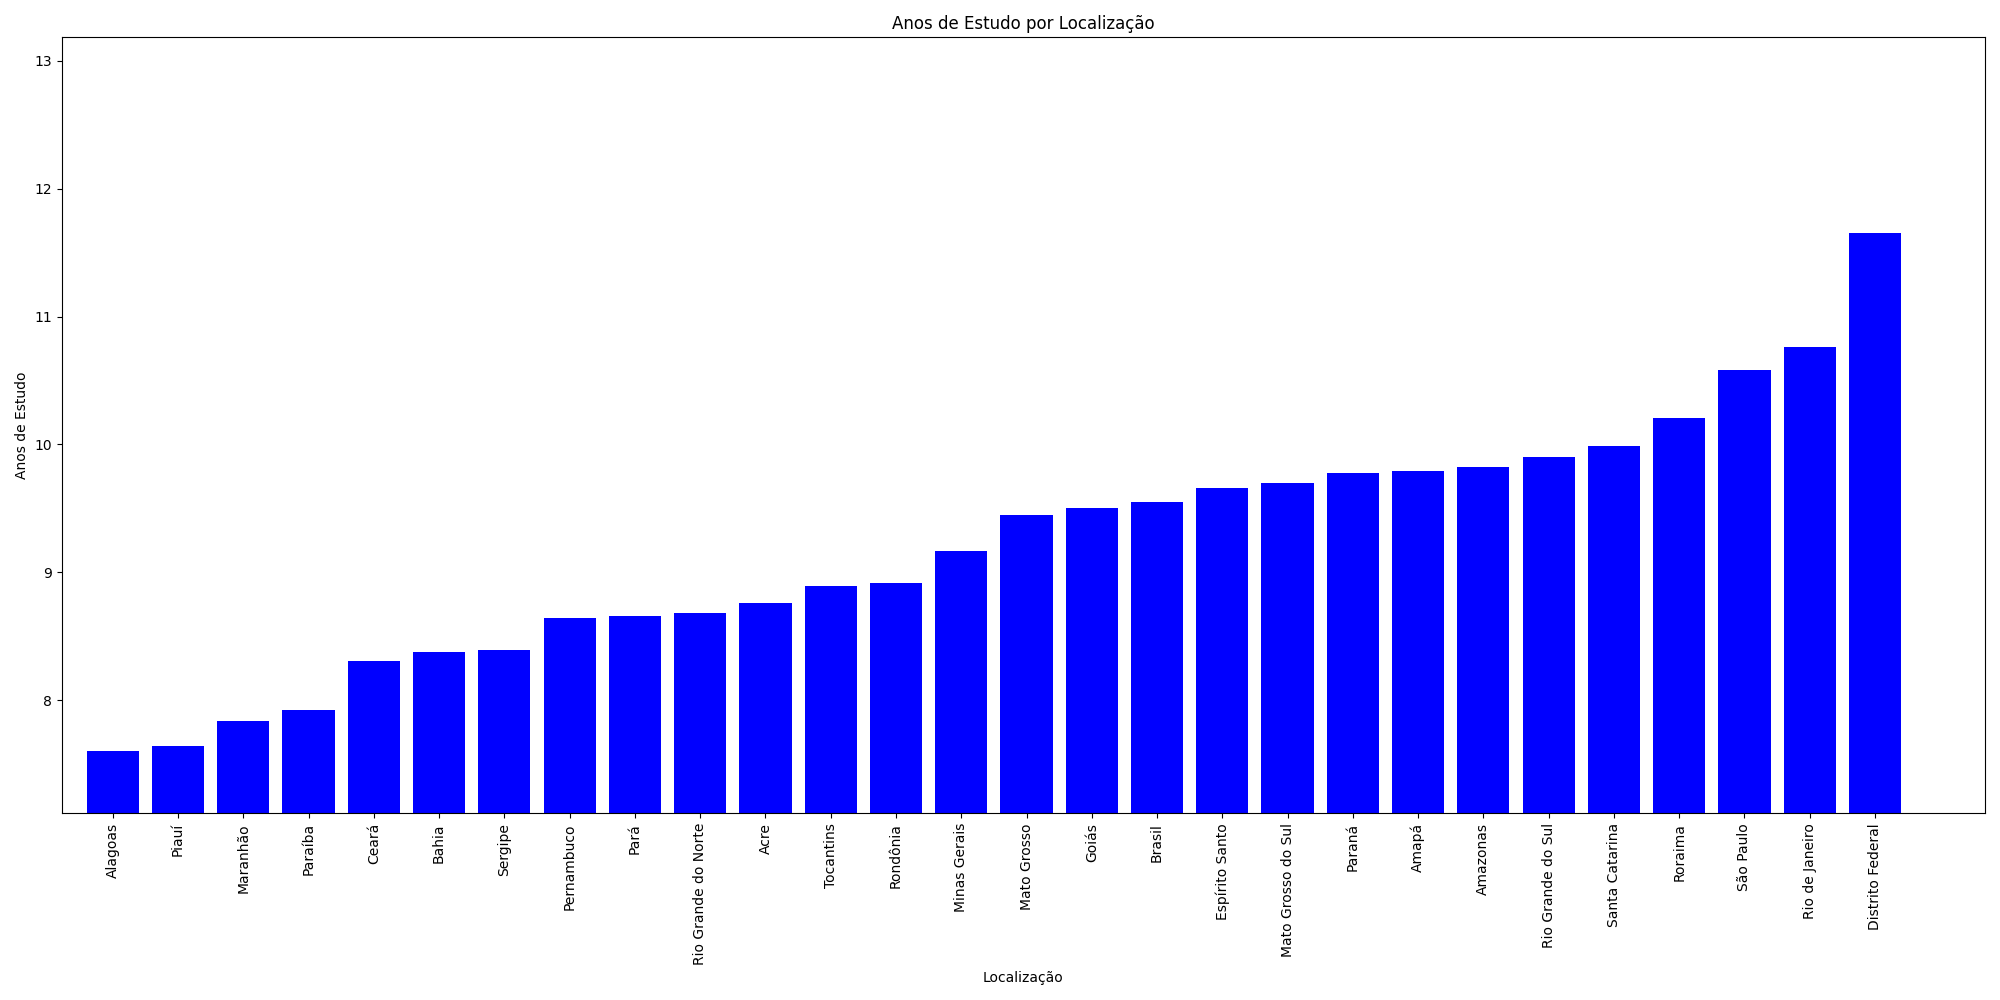 Anos de Estudo por Localização
Anos de Estudo
13
12
11
10
9
8
Alagoas
Piauí
Maranhão
Paraíba
Ceará
Bahia
Sergipe
Pernambuco
Pará
Rio Grande do Norte
Acre
Tocantins
Rondônia
Minas Gerais
Mato Grosso
Goiás
Brasil
Espírito Santo
Mato Grosso do Sul
Paraná
Amapá
Amazonas
Rio Grande do Sul
Santa Catarina
Roraima
São Paulo
Rio de Janeiro
Distrito Federal
Localização